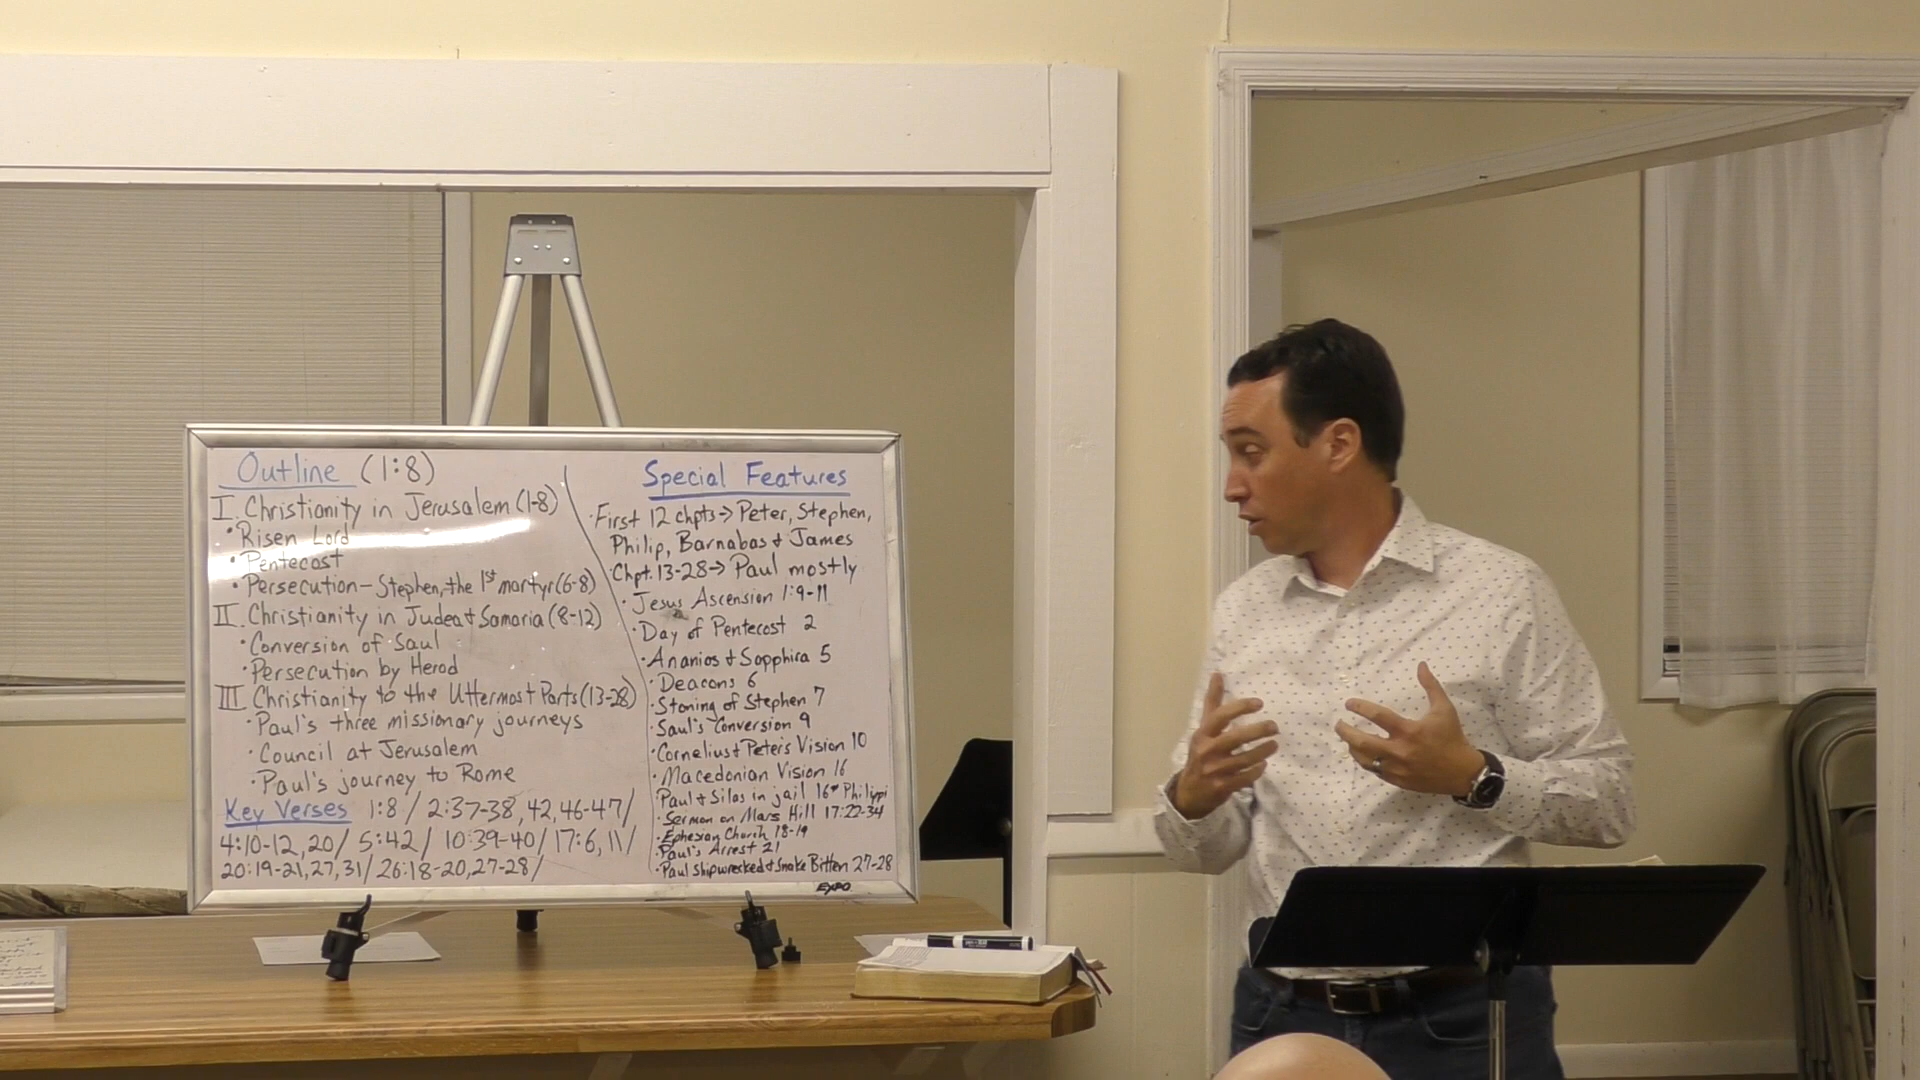 Outline (1:8)
I. Christianity in Jerusalem (1-8)
• Risen Lord
• Pentecost
• Persecution - Stephen, the 1st martyr (6-8)
II. Christianity in Judea & Samaria (8-12)
• Conversion of Saul
• Persecution by Herod
III Christianity to the Uttermost Parts (13-28)
• Paul's three missionary journeys
• Council at Jerusalem
• Paul's journey to Rome
Key Verses 1:8 / 2:37-38, 42, 46-47/
4:10-12, 20/ 5:42/ 10:39-40/ 17:6, 11/
20:19-21, 27, 31/ 26:18-20, 27-28/
Special Features
• First 12 chpts → Peter, Stephen,
Philip, Barnabas & James
• Chpt. 13-28 → Paul mostly
• Jesus Ascension 1:9-11
• Day of Pentecost 2
• Ananias & Sapphira 5
• Deacons 6
• Stoning of Stephen 7
• Saul's Conversion 9
• Cornelius & Peter's Vision 10
• Macedonian Vision 16
• Paul & Silas in jail 16 Philippi
• Sermon on Mars Hill 17:22-34
• Ephesian Church 18-19
• Paul's Arrest 21
• Paul shipwrecked & Snake Bitten 27-28
EXPO